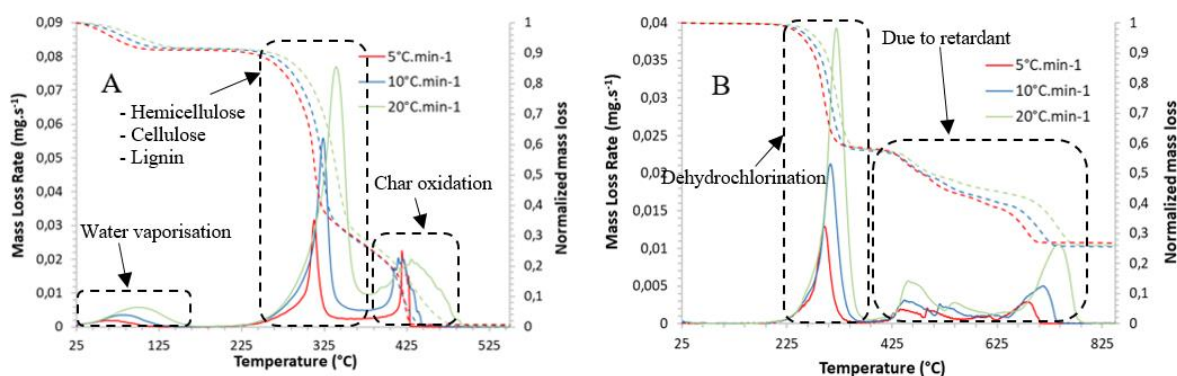 0,09
0,08
0,07
0,06
0,05
0,04
0,03
0,02
0,01
0
Mass Loss Rate (mg.s⁻¹)
A
- Hemicellulose
- Cellulose
- Lignin
Water vaporisation
Char oxidation
5°C.min-1
10°C.min-1
20°C.min-1
1
0,9
0,8
0,7
0,6
0,5
0,4
0,3
0,2
0,1
0
Normalized mass loss
25 125 225 325 425 525
Temperature (°C)
0,04
0,035
0,03
0,025
0,02
0,015
0,01
0,005
0
Mass Loss Rate (mg.s⁻¹)
B
Due to retardant
Dehydrochlorination
5°C.min-1
10°C.min-1
20°C.min-1
1
0,9
0,8
0,7
0,6
0,5
0,4
0,3
0,2
0,1
0
Normalized mass loss
25 225 425 625 825
Temperature (°C)